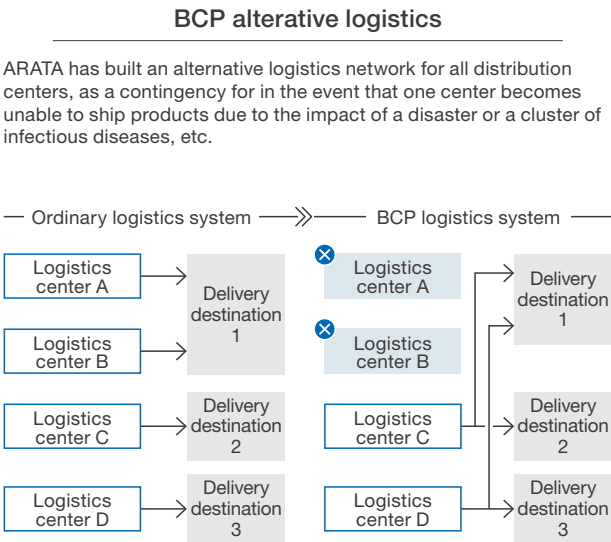 BCP alterative logistics
ARATA has built an alternative logistics network for all distribution
centers, as a contingency for in the event that one center becomes
unable to ship products due to the impact of a disaster or a cluster of
infectious diseases, etc.
Ordinary logistics system
Logistics
center A
Logistics
center B
Delivery
destination
1
Logistics
center C
Delivery
destination
2
Logistics
center D
Delivery
destination
3
BCP logistics system
Logistics
center A
Logistics
center B
Delivery
destination
1
Logistics
center C
Delivery
destination
2
Logistics
center D
Delivery
destination
3